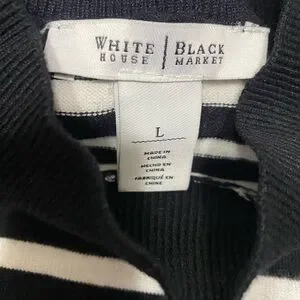 WHITE | BLACK
HOUSE | MARKET
L
MADE IN
CHINA
HECHO EN
CHINA
FABRIQUÉ EN
CHINE